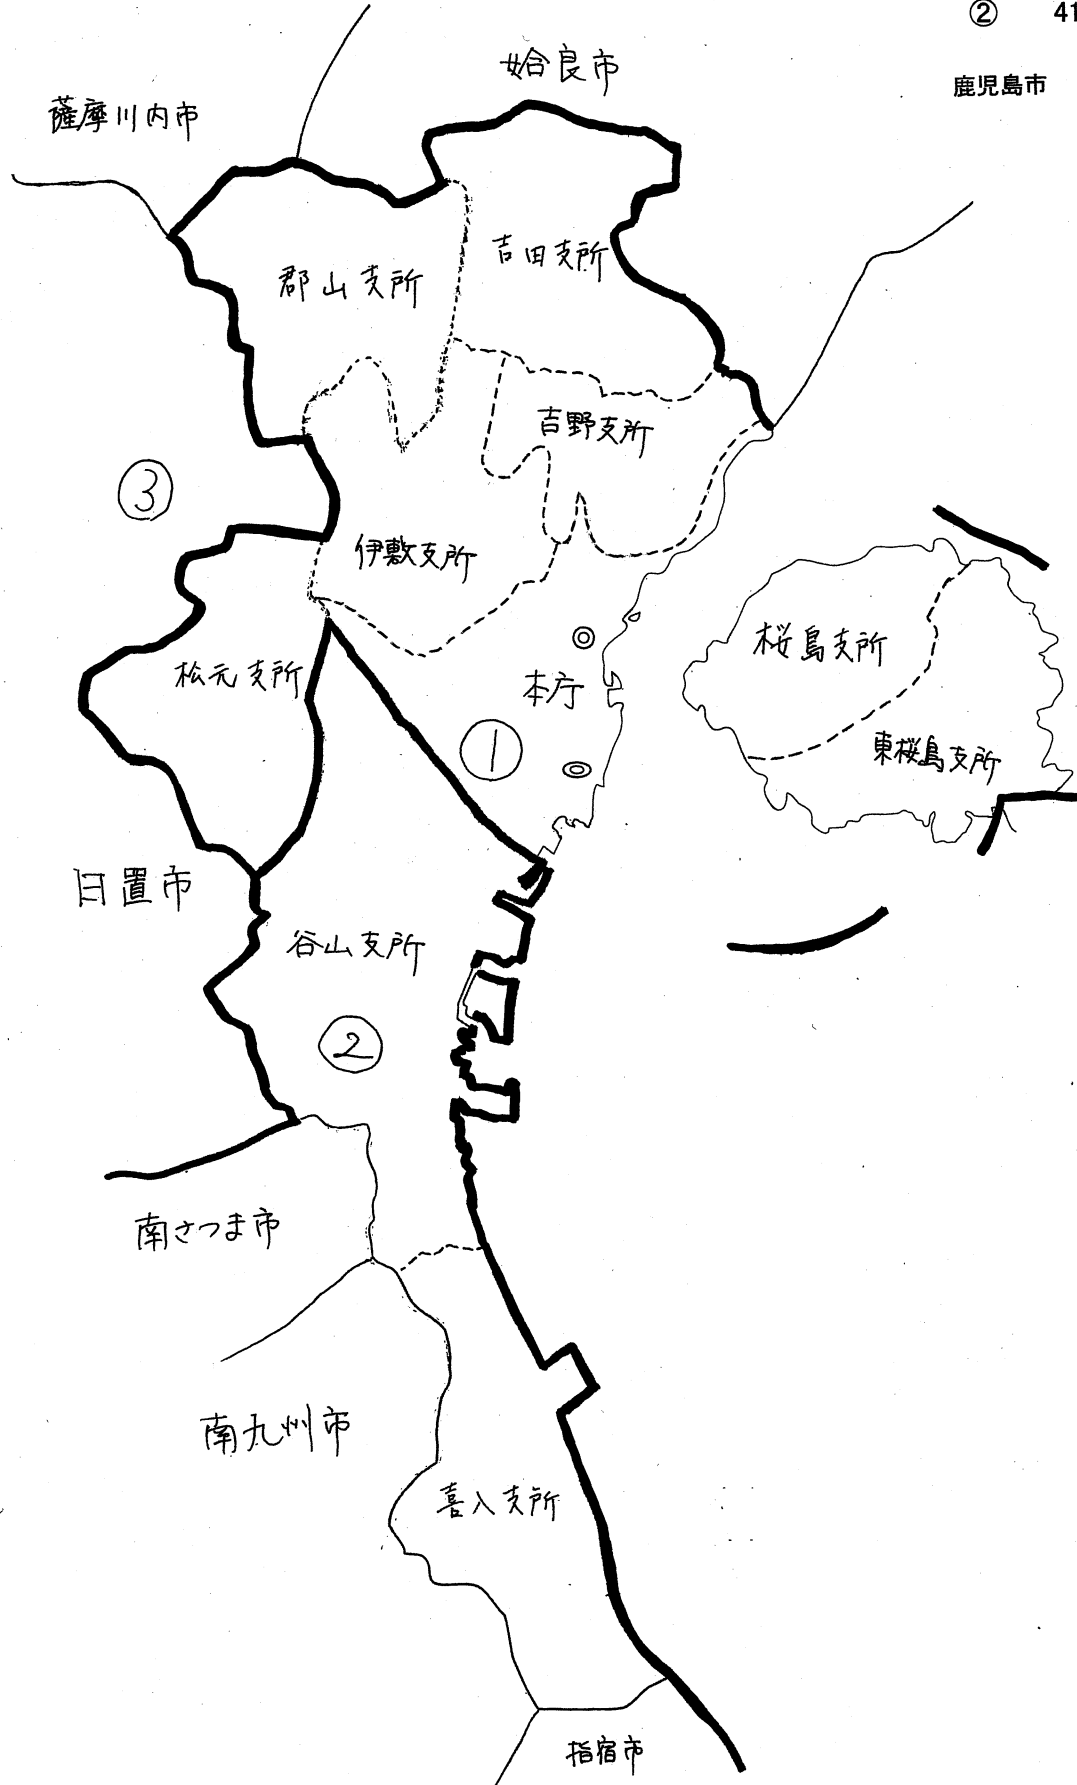 ② 41
鹿児島市
姶良市
薩摩川内市
吉田支所
郡山支所
吉野支所
③
伊敷支所
桜島支所
松元支所
本庁
①
東桜島支所
日置市
谷山支所
②
南さつま市
南九州市
喜入支所
指宿市